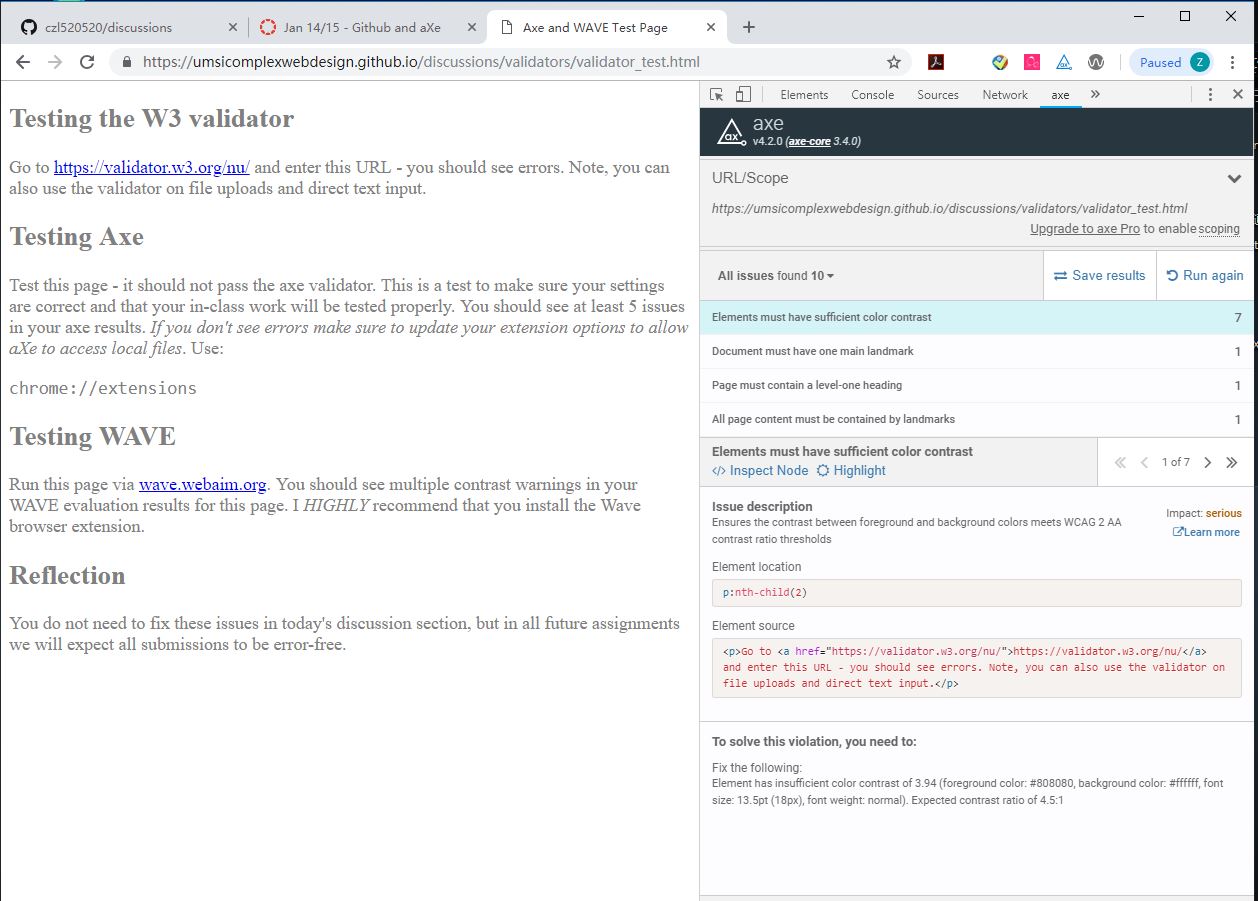 czl520520/discussions
Jan 14/15 - Github and aXe
Axe and WAVE Test Page
https://umsicomplexwebdesign.github.io/discussions/validators/validator_test.html
Paused
Z
Testing the W3 validator
Go to https://validator.w3.org/nu/ and enter this URL - you should see errors. Note, you can
also use the validator on file uploads and direct text input.
Testing Axe
Test this page - it should not pass the axe validator. This is a test to make sure your settings
are correct and that your in-class work will be tested properly. You should see at least 5 issues
in your axe results. If you don't see errors make sure to update your extension options to allow
aXe to access local files. Use:
chrome://extensions
Testing WAVE
Run this page via wave.webaim.org. You should see multiple contrast warnings in your
WAVE evaluation results for this page. I HIGHLY recommend that you install the Wave
browser extension.
Reflection
You do not need to fix these issues in today's discussion section, but in all future assignments
we will expect all submissions to be error-free.
Elements Console Sources Network axe
ax
axe
v4.2.0 (axe-core 3.4.0)
URL/Scope
https://umsicomplexwebdesign.github.io/discussions/validators/validator_test.html
Upgrade to axe Pro to enable scoping
All issues found 10
Save results
Run again
Elements must have sufficient color contrast 7
Document must have one main landmark 1
Page must contain a level-one heading 1
All page content must be contained by landmarks 1
Elements must have sufficient color contrast
</> Inspect Node Highlight
1 of 7
Issue description
Ensures the contrast between foreground and background colors meets WCAG 2 AA
contrast ratio thresholds
Impact: serious
Learn more
Element location
p:nth-child(2)
Element source
<p>Go to <a href="https://validator.w3.org/nu/">https://validator.w3.org/nu/</a>
and enter this URL - you should see errors. Note, you can also use the validator on
file uploads and direct text input.</p>
To solve this violation, you need to:
Fix the following:
Element has insufficient color contrast of 3.94 (foreground color: #808080, background color: #ffffff, font
size: 13.5pt (18px), font weight: normal). Expected contrast ratio of 4.5:1